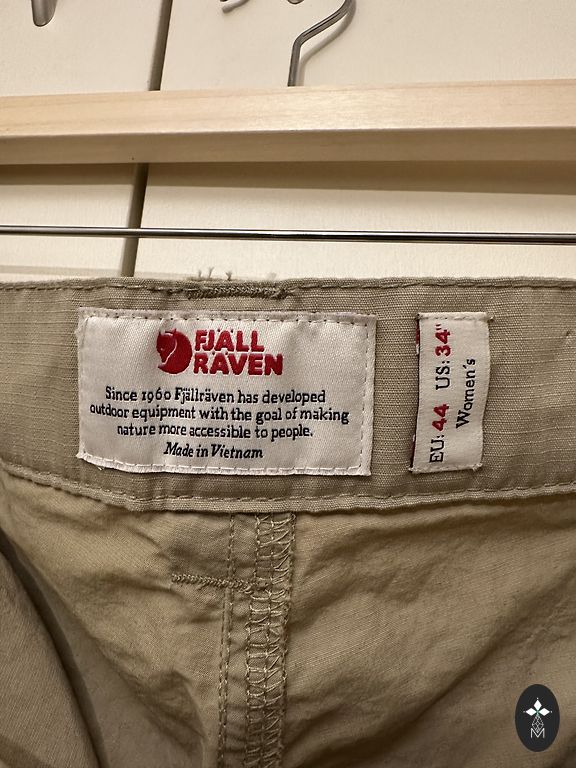 FJÄLL
RÄVEN
Since 1960 Fjällräven has developed
outdoor equipment with the goal of making
nature more accessible to people.
Made in Vietnam
EU: 44 US: 34"
Women's
M